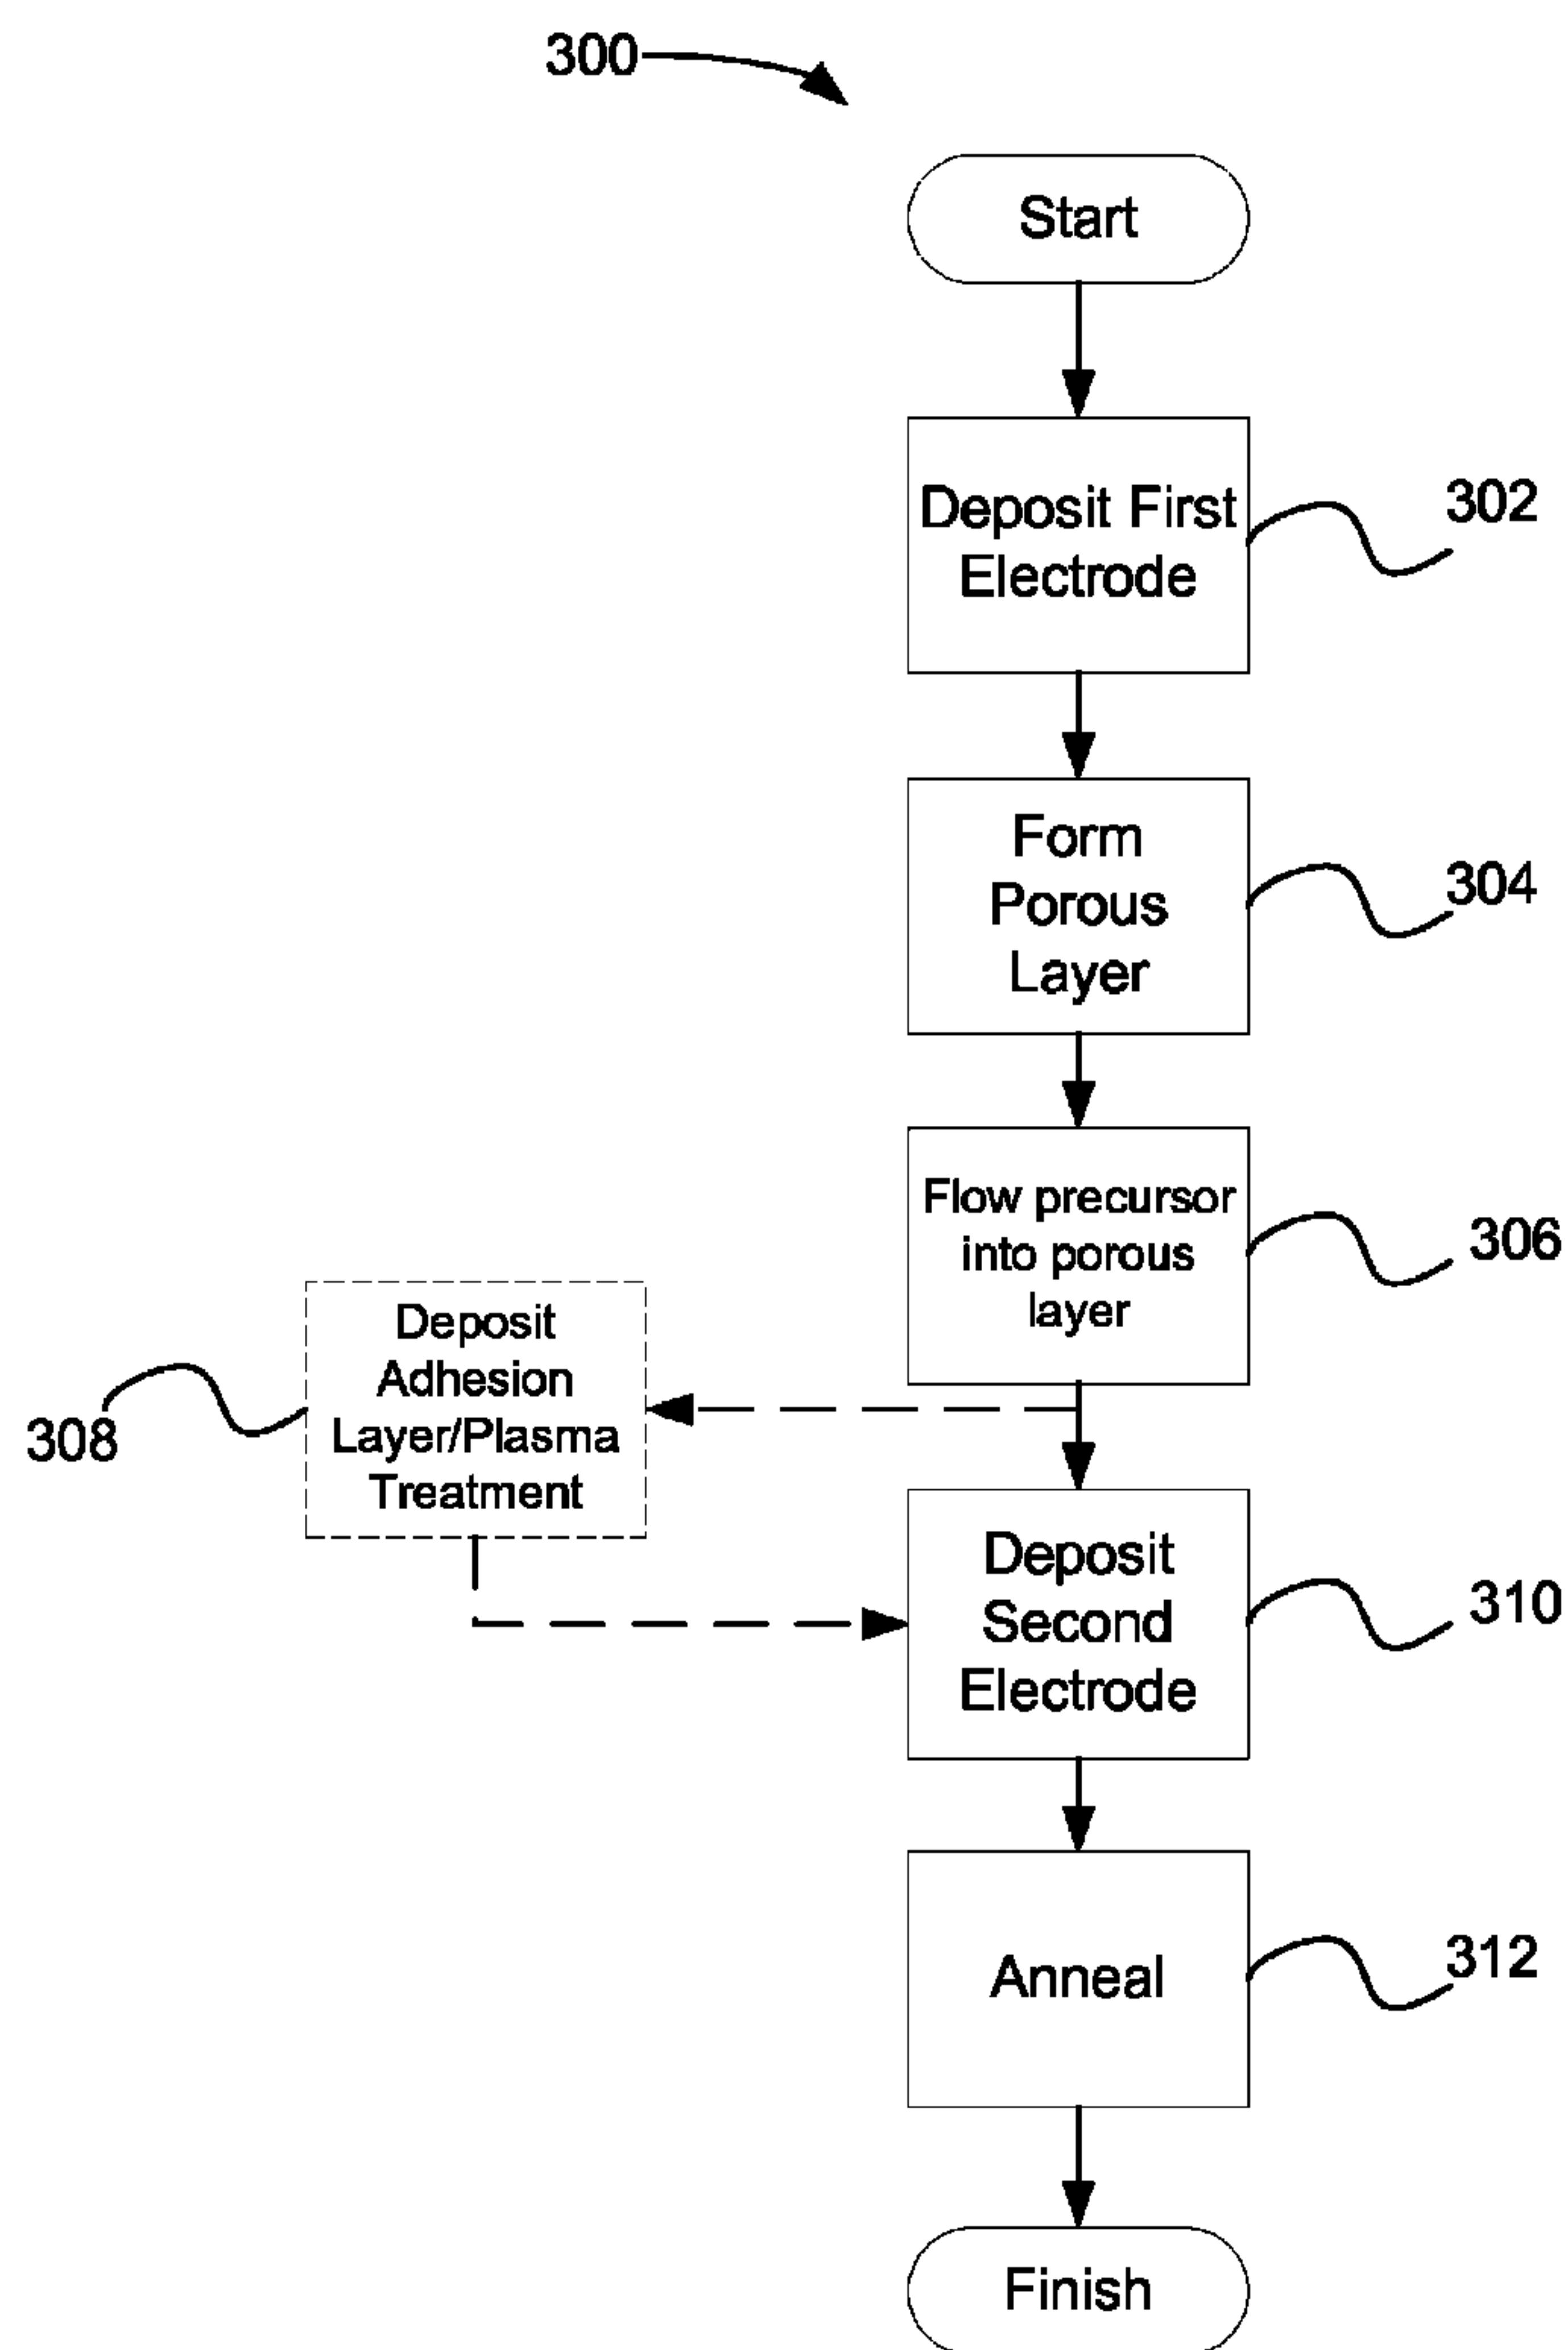 300
Start
Deposit First
Electrode
302
Form
Porous
Layer
304
Flow precursor
into porous
layer
306
Deposit
Adhesion
Layer/Plasma
Treatment
308
Deposit
Second
Electrode
310
Anneal
312
Finish